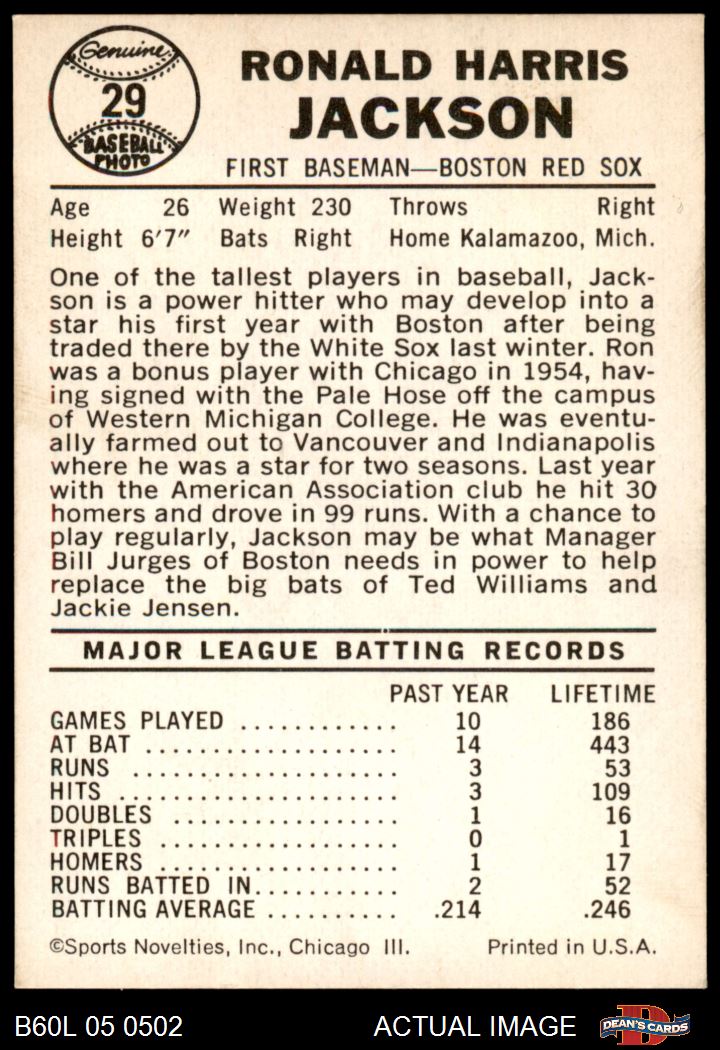 Genuine
29
BASEBALL
PHOTO
RONALD HARRIS
JACKSON
FIRST BASEMAN—BOSTON RED SOX
Age 26 Weight 230 Throws Right
Height 6'7" Bats Right Home Kalamazoo, Mich.
One of the tallest players in baseball, Jack-
son is a power hitter who may develop into a
star his first year with Boston after being
traded there by the White Sox last winter. Ron
was a bonus player with Chicago in 1954, hav-
ing signed with the Pale Hose off the campus
of Western Michigan College. He was eventu-
ally farmed out to Vancouver and Indianapolis
where he was a star for two seasons. Last year
with the American Association club he hit 30
homers and drove in 99 runs. With a chance to
play regularly, Jackson may be what Manager
Bill Jurges of Boston needs in power to help
replace the big bats of Ted Williams and
Jackie Jensen.
MAJOR LEAGUE BATTING RECORDS
PAST YEAR LIFETIME
GAMES PLAYED ............ 10 186
AT BAT ................... 14 443
RUNS .................... 3 53
HITS ..................... 3 109
DOUBLES ................. 1 16
TRIPLES .................. 0 1
HOMERS .................. 1 17
RUNS BATTED IN........... 2 52
BATTING AVERAGE .......... .214 .246
©Sports Novelties, Inc., Chicago Ill. Printed in U.S.A.
B60L 05 0502 ACTUAL IMAGE DEAN'S CARDS